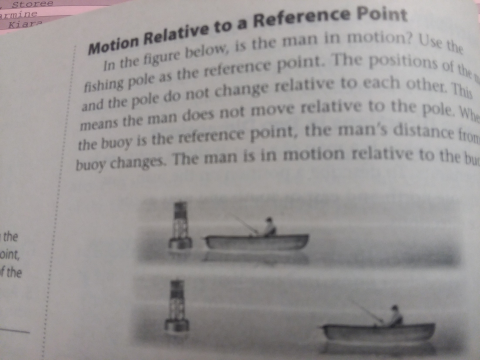 Storee
armine
Kiara
Motion Relative to a Reference Point
In the figure below, is the man in motion? Use the
fishing pole as the reference point. The positions of the
and the pole do not change relative to each other. This
means the man does not move relative to the pole. Whe
the buoy is the reference point, the man's distance from
buoy changes. The man is in motion relative to the buo
the
oint,
f the